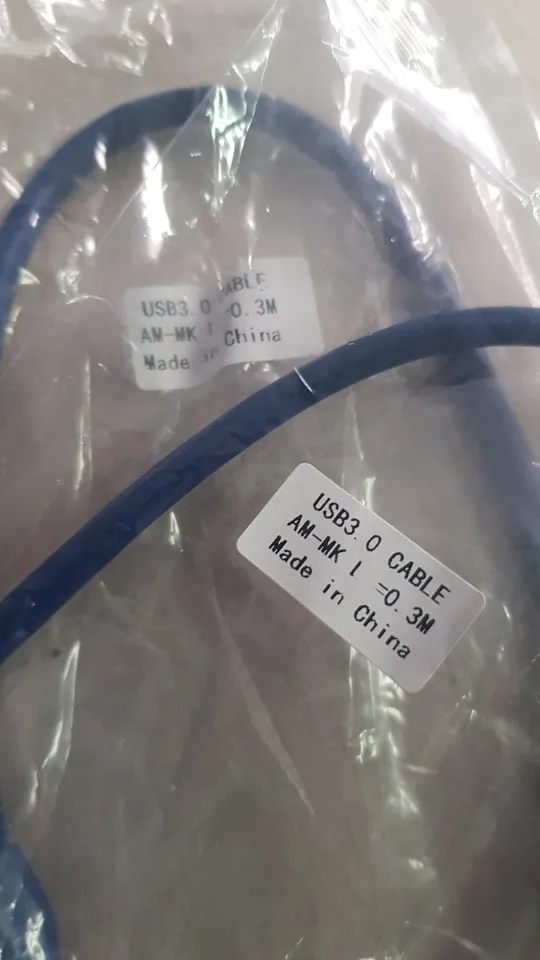 CABLE
USB3.0 =0.3M
AM-MK l
Made in China
USB3.0 CABLE
AM-MK l =0.3M
Made in China